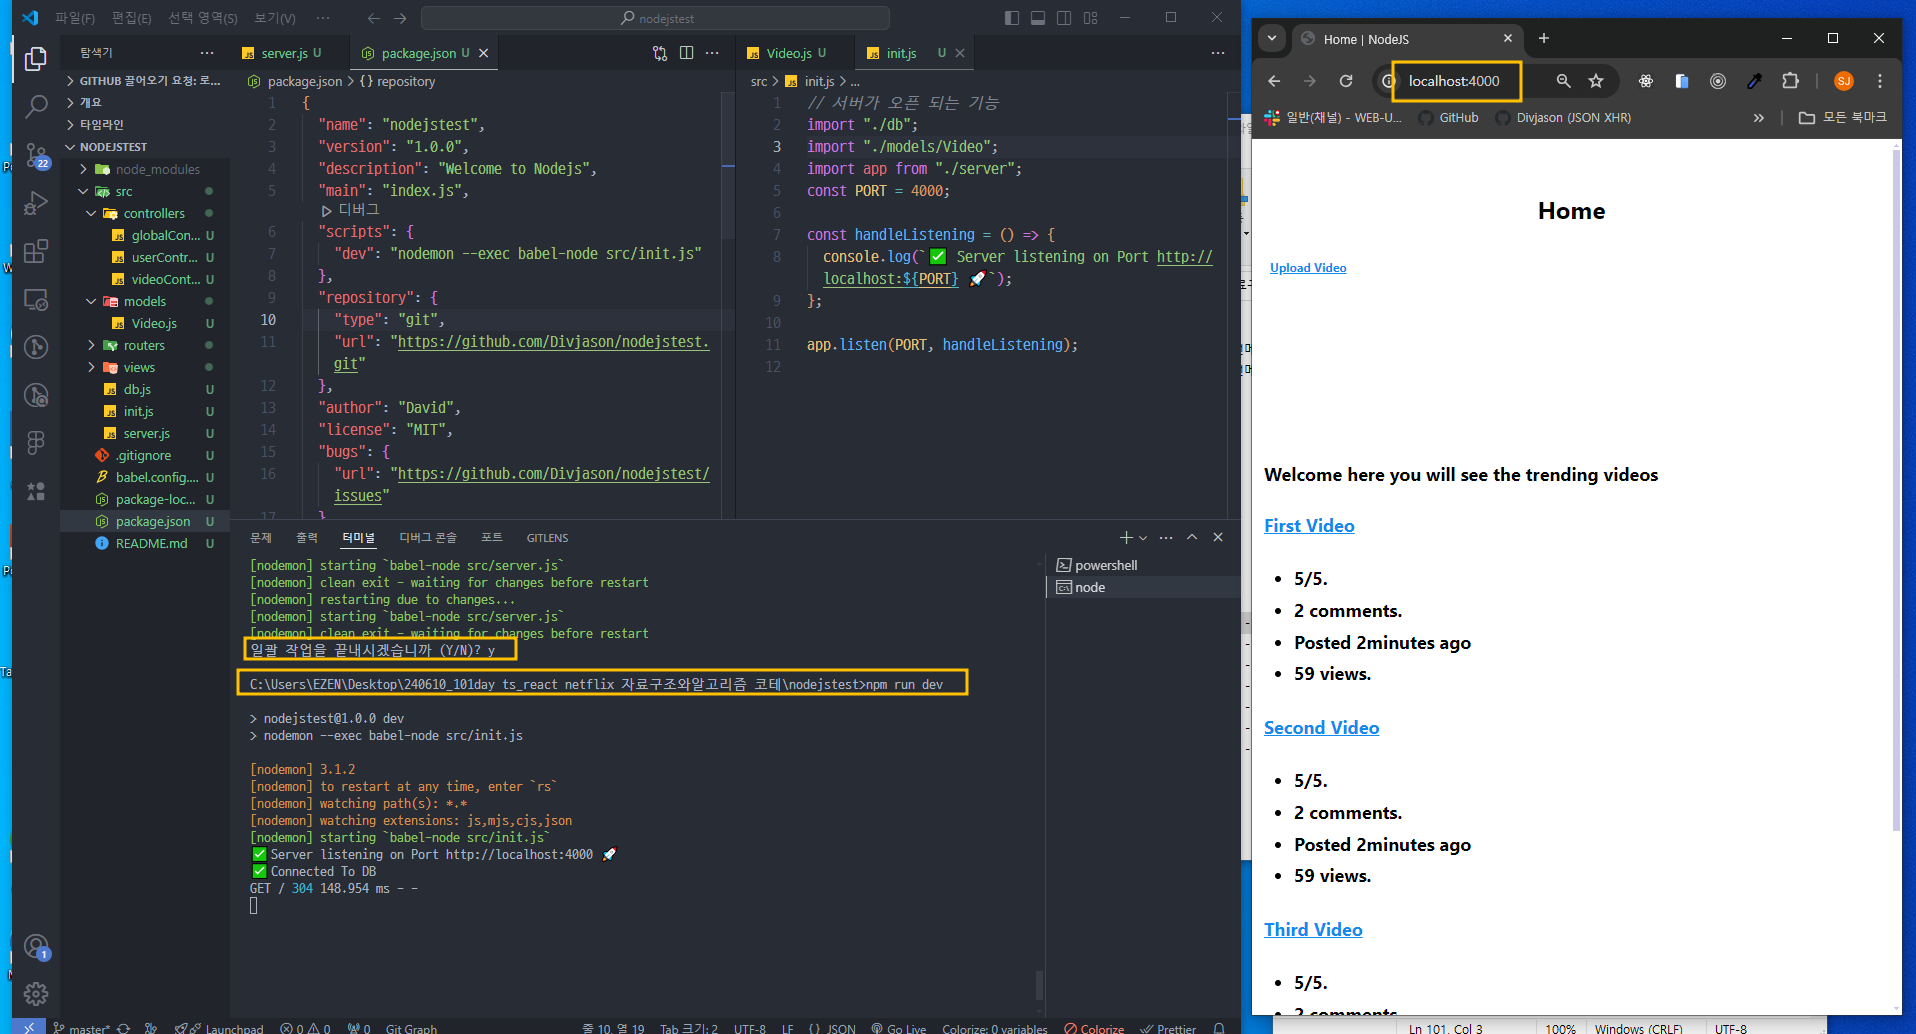 파일(F) 편집(E) 선택 영역(S) 보기(V) ···
nodejstest
탐색기 ···
GITHUB 끌어오기 요청: 로...
개요
타임라인
NODEJSTEST
node_modules
src
controllers
globalCon... U
userContr... U
videoCont... U
models
Video.js U
routers
views
db.js U
init.js U
server.js U
.gitignore U
babel.config.... U
package-loc... U
package.json U
README.md U
22
1
server.js U
package.json U
package.json > {} repository
1 {
2 "name": "nodejstest",
3 "version": "1.0.0",
4 "description": "Welcome to Nodejs",
5 "main": "index.js",
디버그
6 "scripts": {
7 "dev": "nodemon --exec babel-node src/init.js"
8 },
9 "repository": {
10 "type": "git",
11 "url": "https://github.com/Divjason/nodejstest.
git"
12 },
13 "author": "David",
14 "license": "MIT",
15 "bugs": {
16 "url": "https://github.com/Divjason/nodejstest/
issues"
17 }
Video.js U
init.js U
src > init.js > ...
1 // 서버가 오픈 되는 기능
2 import "./db";
3 import "./models/Video";
4 import app from "./server";
5 const PORT = 4000;
6
7 const handleListening = () => {
8 console.log(`✅ Server listening on Port http://
localhost:${PORT} 🚀`);
9 };
10
11 app.listen(PORT, handleListening);
12
문제 출력 터미널 디버그 콘솔 포트 GITLENS
powershell
node
[nodemon] starting `babel-node src/server.js`
[nodemon] clean exit - waiting for changes before restart
[nodemon] restarting due to changes...
[nodemon] starting `babel-node src/server.js`
[nodemon] clean exit - waiting for changes before restart
일괄 작업을 끝내시겠습니까 (Y/N)? y
C:\Users\EZEN\Desktop\240610_101day ts_react netflix 자료구조와알고리즘 코테\nodejstest>npm run dev
> nodejstest@1.0.0 dev
> nodemon --exec babel-node src/init.js
[nodemon] 3.1.2
[nodemon] to restart at any time, enter `rs`
[nodemon] watching path(s): *.*
[nodemon] watching extensions: js,mjs,cjs,json
[nodemon] starting `babel-node src/init.js`
✅ Server listening on Port http://localhost:4000 🚀
✅ Connected To DB
GET / 304 148.954 ms - -
master* Launchpad 0 0 0 Git Graph 줄 10, 열 19 Tab 크기: 2 UTF-8 LF {} JSON Go Live Colorize: 0 variables Colorize Prettier
Home | NodeJS
localhost:4000
SJ
일반(채널) - WEB-U... GitHub Divjason (JSON XHR) » 모든 북마크
Home
Upload Video
Welcome here you will see the trending videos
First Video
5/5.
2 comments.
Posted 2minutes ago
59 views.
Second Video
5/5.
2 comments.
Posted 2minutes ago
59 views.
Third Video
5/5.
2 comments.
Ln 101, Col 3 100% Windows (CRLF) UTF-8